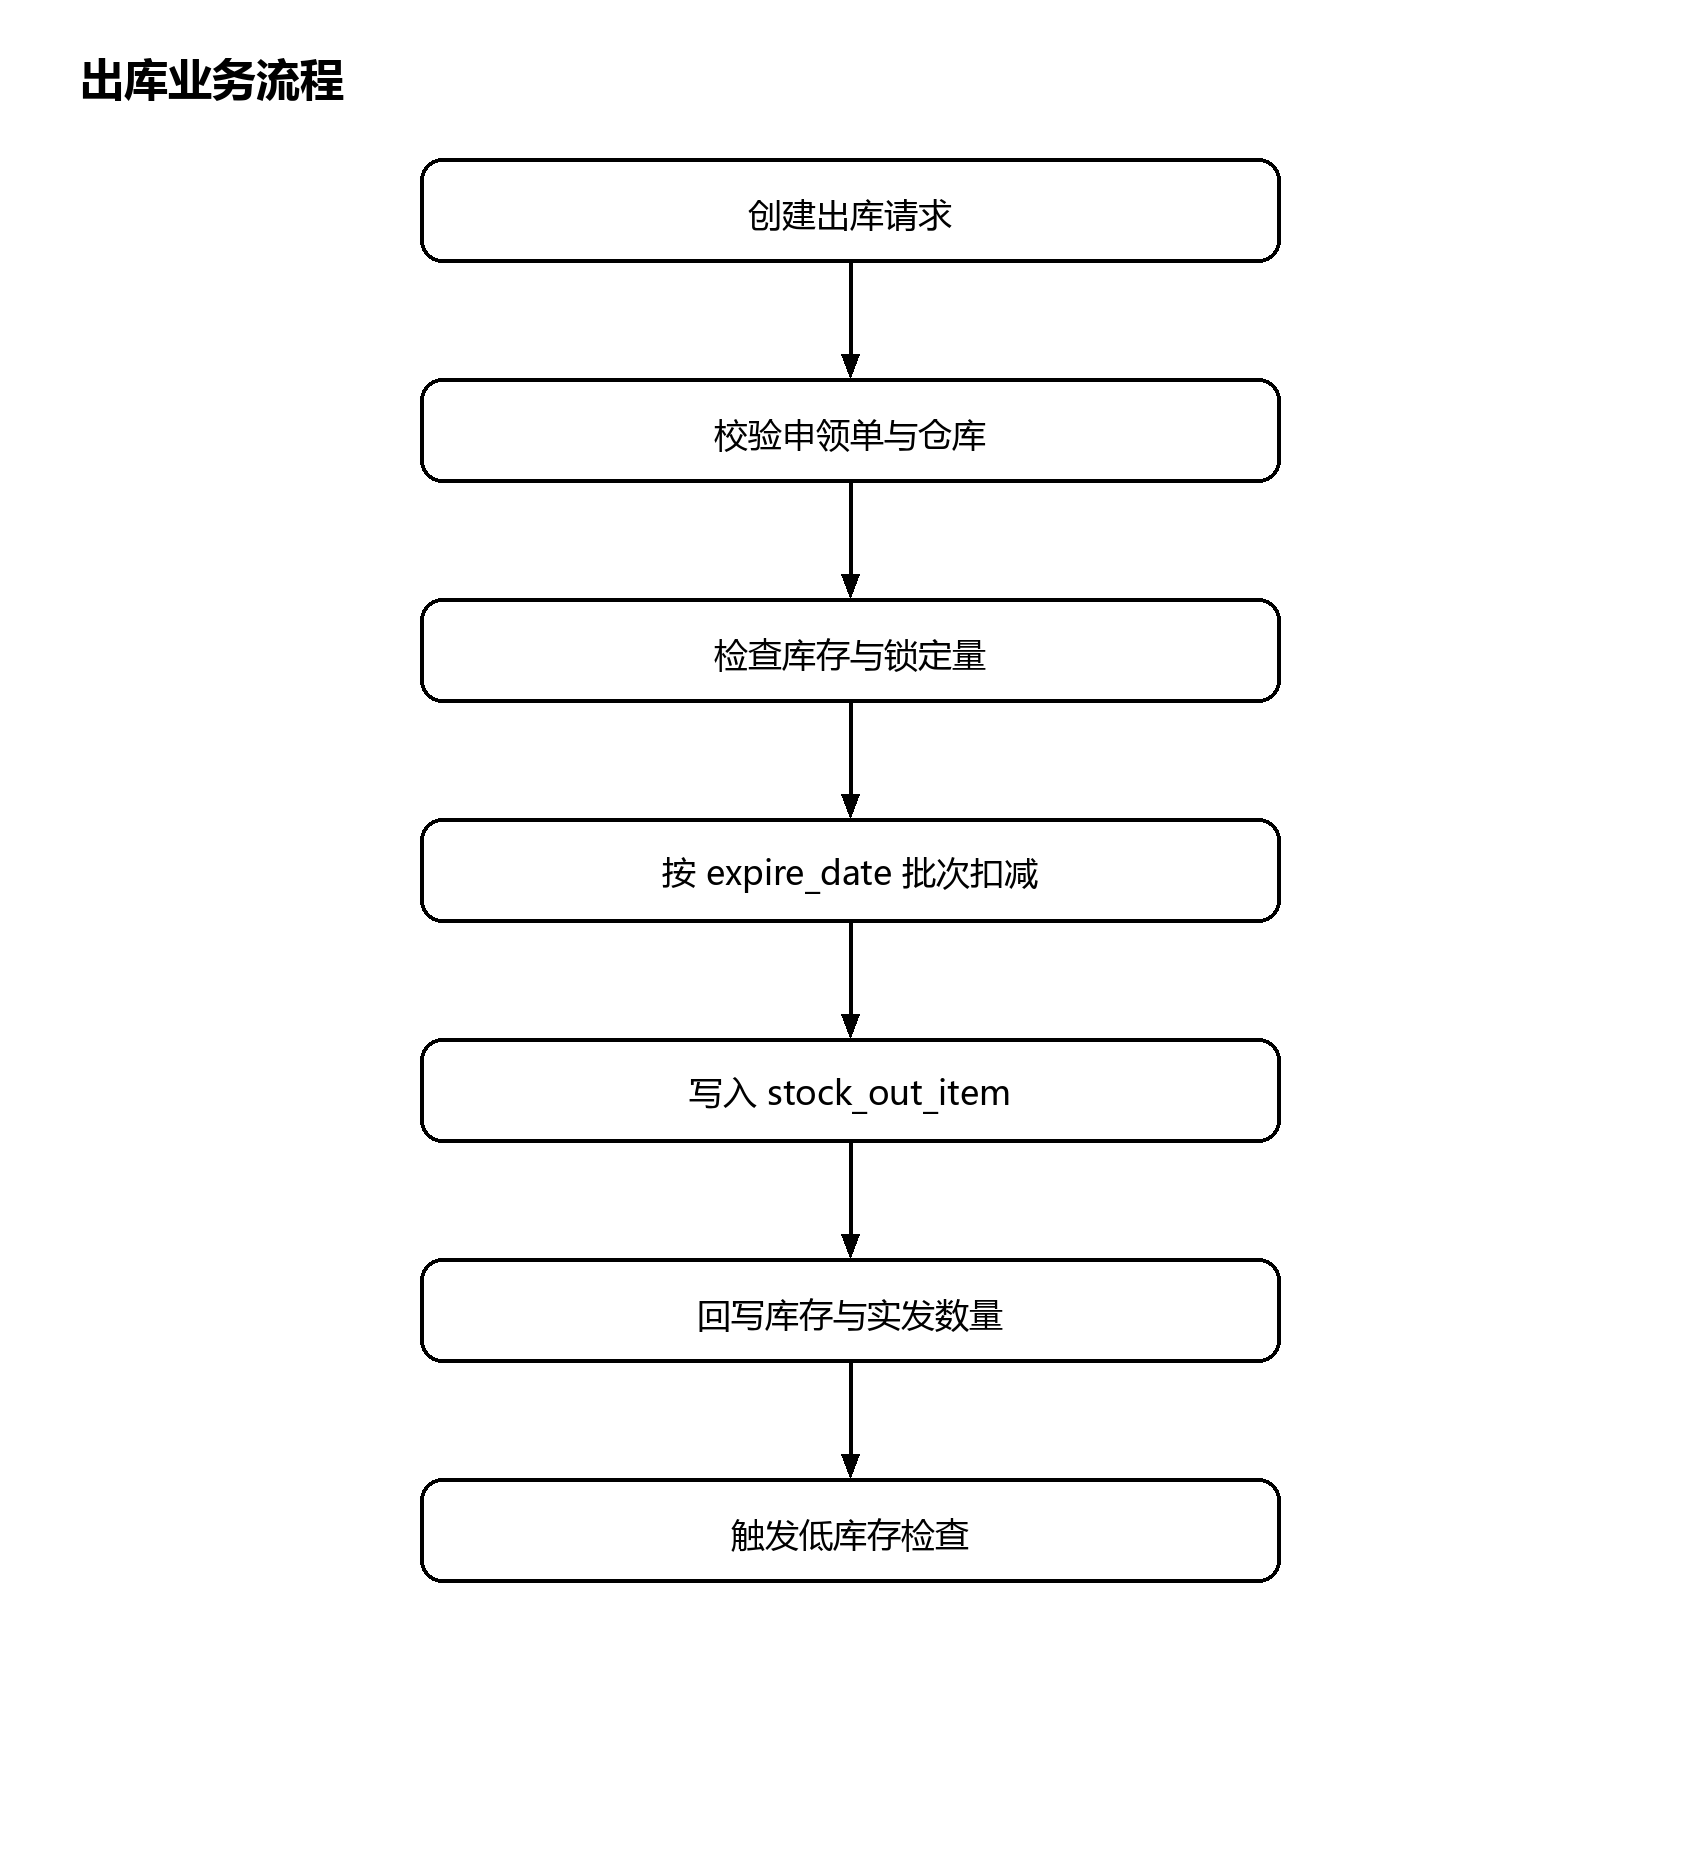 出库业务流程
创建出库请求
校验申领单与仓库
检查库存与锁定量
按 expire_date 批次扣减
写入 stock_out_item
回写库存与实发数量
触发低库存检查